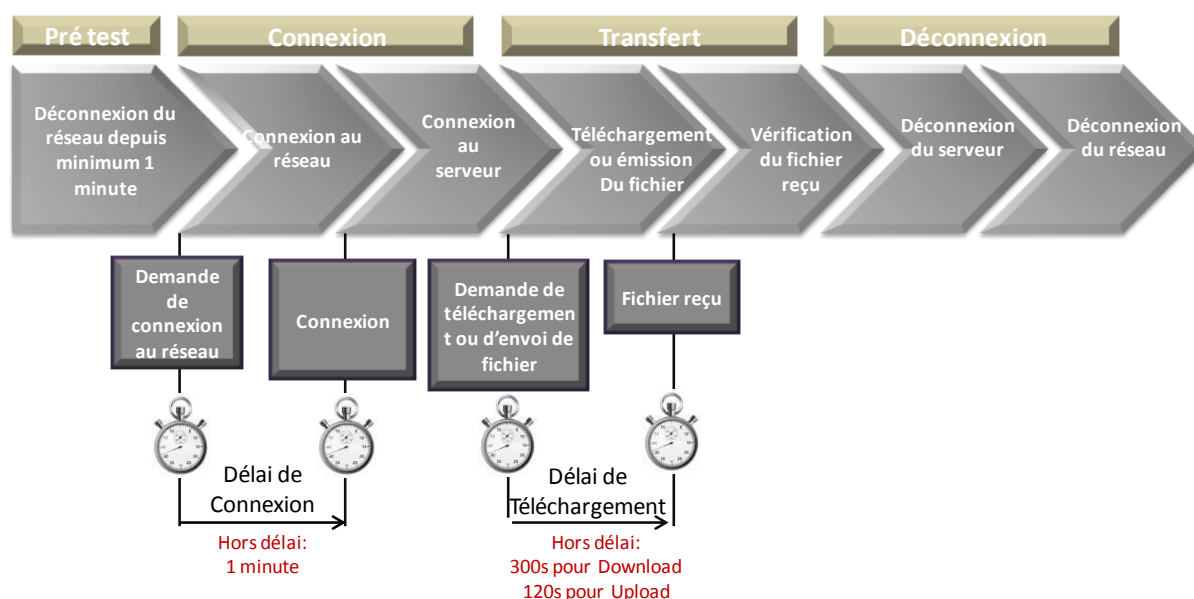 Pré test
Connexion
Transfert
Déconnexion
Déconnexion du
réseau depuis
minimum 1
minute
Connexion au
réseau
Connexion
au
serveur
Téléchargement
ou émission
Du fichier
Vérification
du fichier
reçu
Déconnexion
du serveur
Déconnexion
du réseau
Demande
de
connexion
au réseau
Connexion
Demande de
téléchargemen
t ou d’envoi de
fichier
Fichier reçu
Délai de
Connexion
Hors délai:
1 minute
Délai de
Téléchargement
Hors délai:
300s pour Download
120s pour Upload